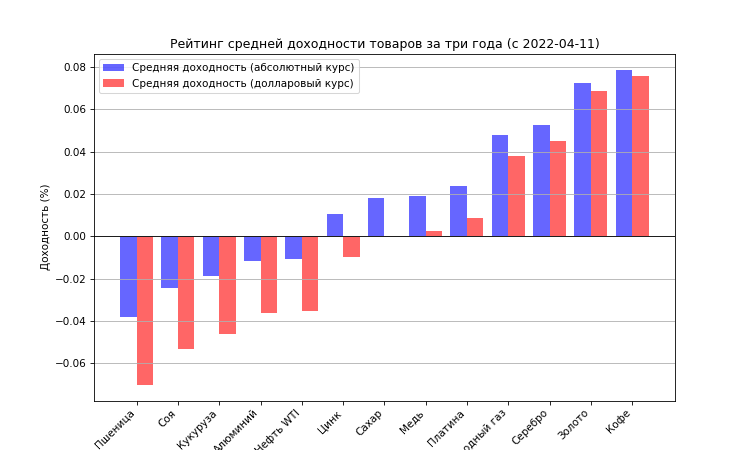 Рейтинг средней доходности товаров за три года (с 2022-04-11)
Средняя доходность (абсолютный курс)
Средняя доходность (долларовый курс)
Доходность (%)
0.08
0.06
0.04
0.02
0.00
−0.02
−0.04
−0.06
Пшеница
Соя
Кукуруза
Алюминий
Нефть WTI
Цинк
Сахар
Медь
Платина
одный газ
Серебро
Золото
Кофе